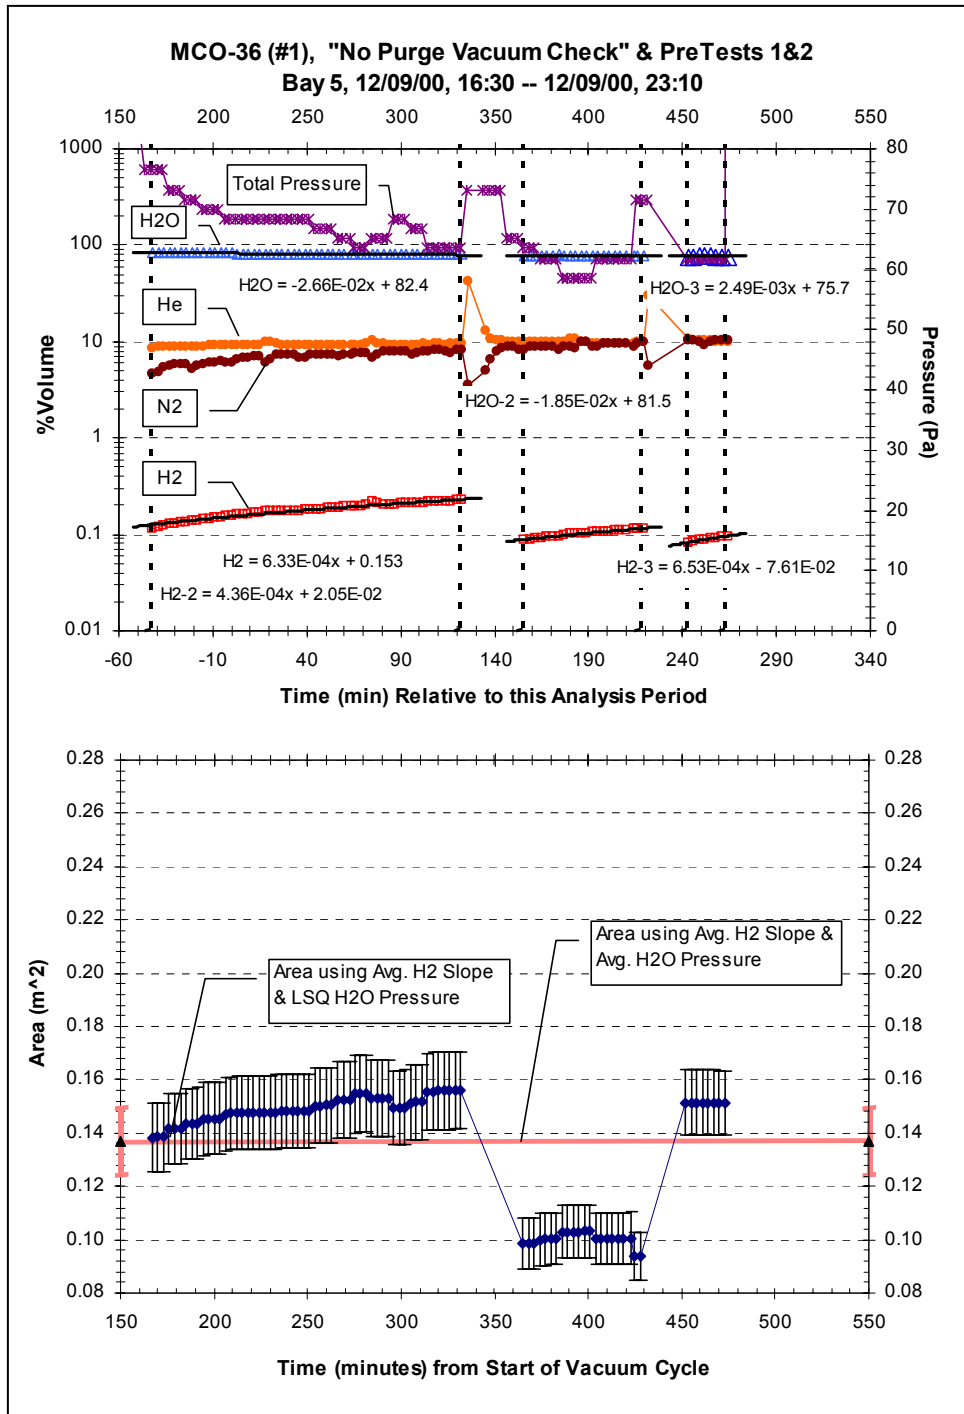 MCO-36 (#1), "No Purge Vacuum Check" & PreTests 1&2
Bay 5, 12/09/00, 16:30 -- 12/09/00, 23:10
150 200 250 300 350 400 450 500 550
1000 80
Total Pressure
70
H2O
100
60
H2O = -2.66E-02x + 82.4
H2O-3 = 2.49E-03x + 75.7
He
50
10
%Volume
Pressure (Pa)
40
H2O-2 = -1.85E-02x + 81.5
N2
1
30
H2
20
0.1
H2 = 6.33E-04x + 0.153
H2-3 = 6.53E-04x - 7.61E-02
10
H2-2 = 4.36E-04x + 2.05E-02
0.01 0
-60 -10 40 90 140 190 240 290 340
Time (min) Relative to this Analysis Period
0.28 0.28
0.26 0.26
0.24 0.24
0.22 0.22
Area using Avg. H2 Slope &
Avg. H2O Pressure
Area using Avg. H2 Slope
& LSQ H2O Pressure
0.20 0.20
Area (m^2)
0.18 0.18
0.16 0.16
0.14 0.14
0.12 0.12
0.10 0.10
0.08 0.08
150 200 250 300 350 400 450 500 550
Time (minutes) from Start of Vacuum Cycle